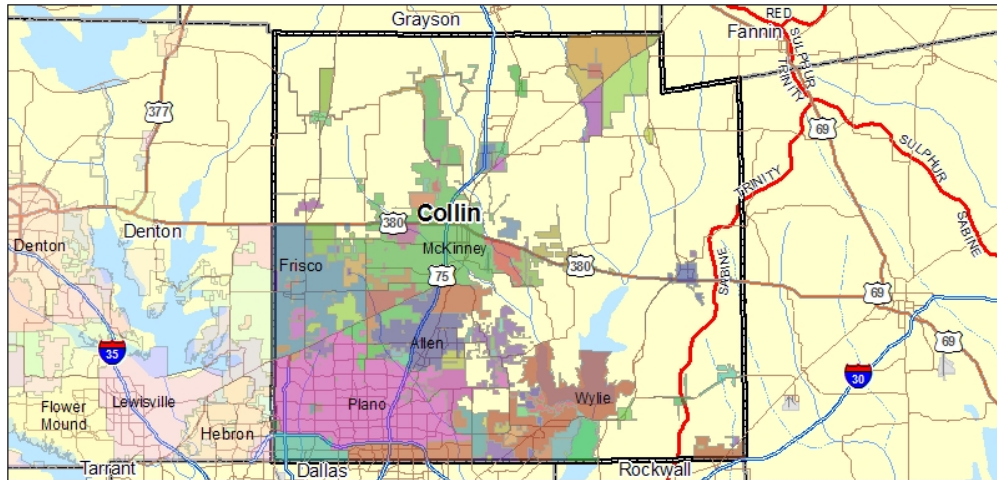 Grayson
RED
Fannin
SULPHUR
TRINITY
377
69
SULPHUR
TRINITY
SABINE
Collin
380
Denton
Denton
McKinney
Frisco
75
380
SABINE
69
69
35
Allen
30
Plano
Wylie
Flower
Mound
Lewisville
Hebron
Tarrant
Dallas
Rockwall